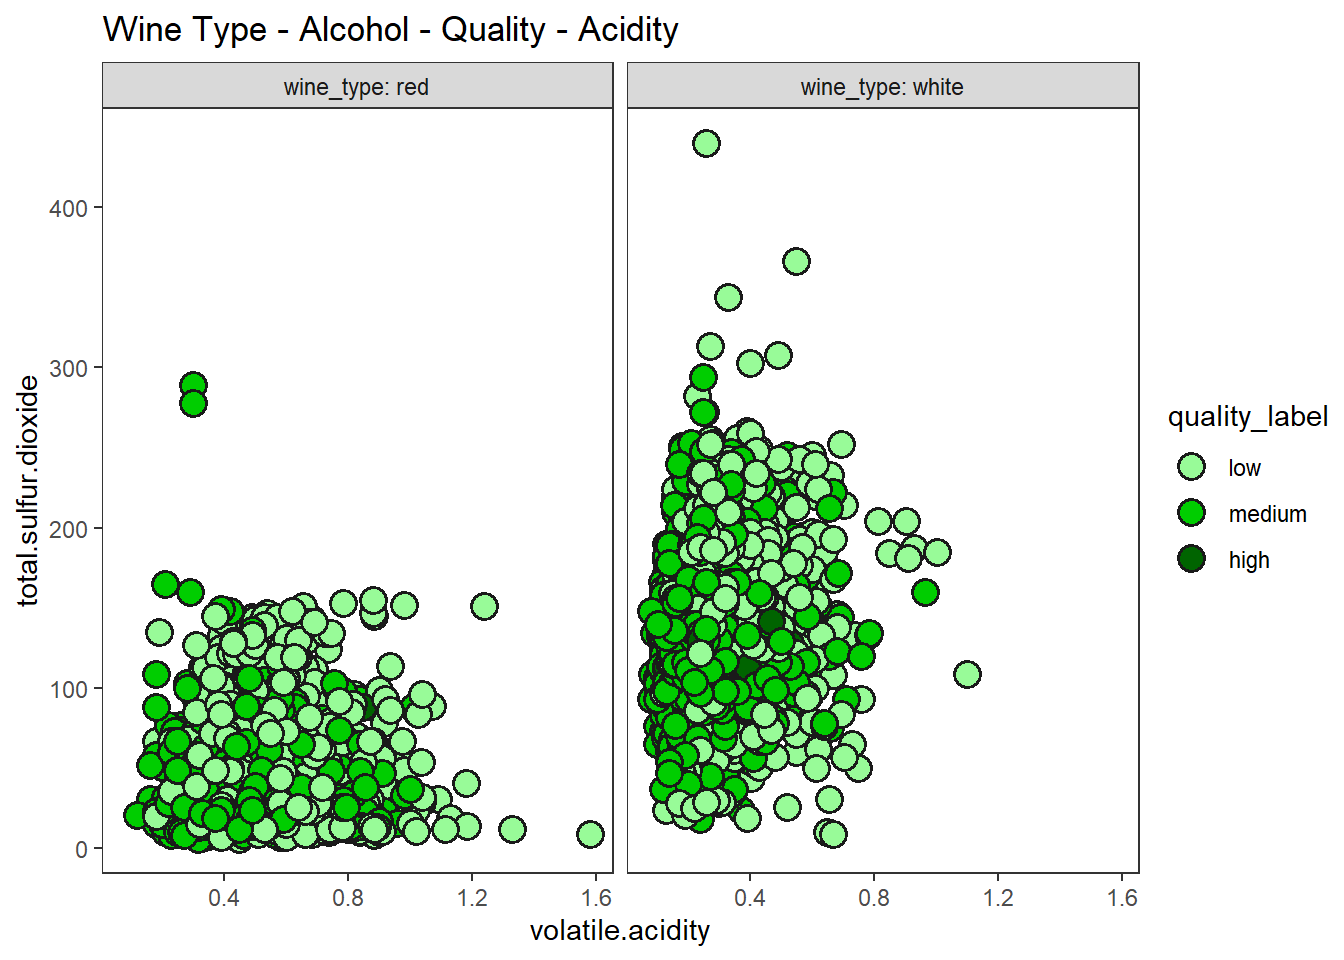 Wine Type - Alcohol - Quality - Acidity
wine_type: red
wine_type: white
total.sulfur.dioxide
400
300
200
100
0
0.4
0.8
1.2
1.6
0.4
0.8
1.2
1.6
volatile.acidity
quality_label
low
medium
high